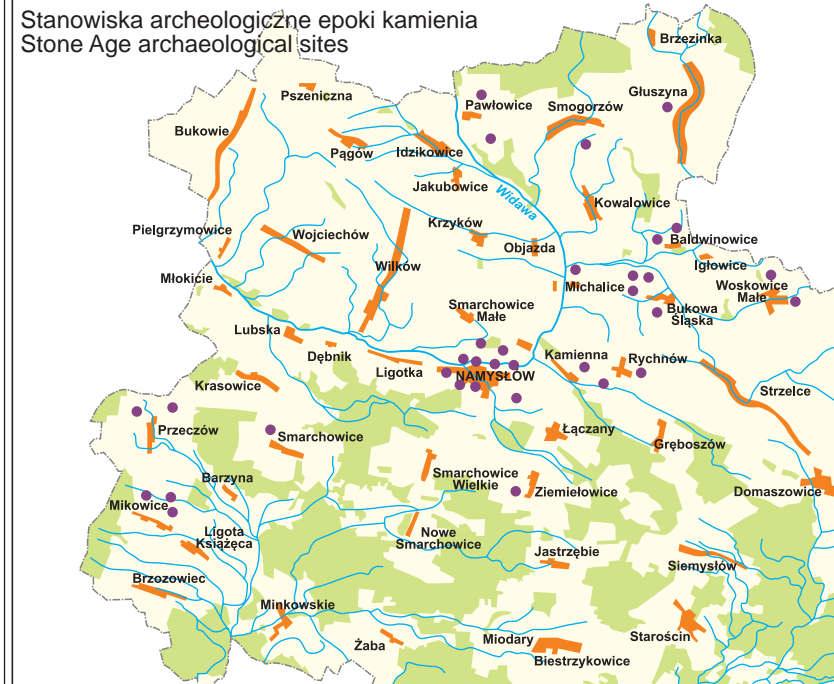 Stanowiska archeologiczne epoki kamienia
Stone Age archaeological sites
Brzęzinka
Pszeniczna
Głuszyna
Pawłowice
Smogorzów
Bukowie
Pągów
Idzikowice
Jakubowice
Widawa
Kowalowice
Pielgrzymowice
Wojciechów
Krzyków
Objazda
Baldwinowice
Wilków
Igłowice
Młokicie
Michalice
Woskowice
Małe
Smarchowice
Małe
Bukowa
Śląska
Lubska
Dębnik
Ligotka
Kamienna
Rychnów
NAMYSŁÓW
Krasowice
Strzelce
Przeczów
Smarchowice
Łączany
Gręboszów
Barzyna
Smarchowice
Wielkie
Ziemiełowice
Domaszowice
Mikowice
Ligota
Książęca
Nowe
Smarchowice
Jastrzębie
Siemysłów
Brzozowiec
Minkowskie
Żaba
Miodary
Starościn
Biestrzykowice